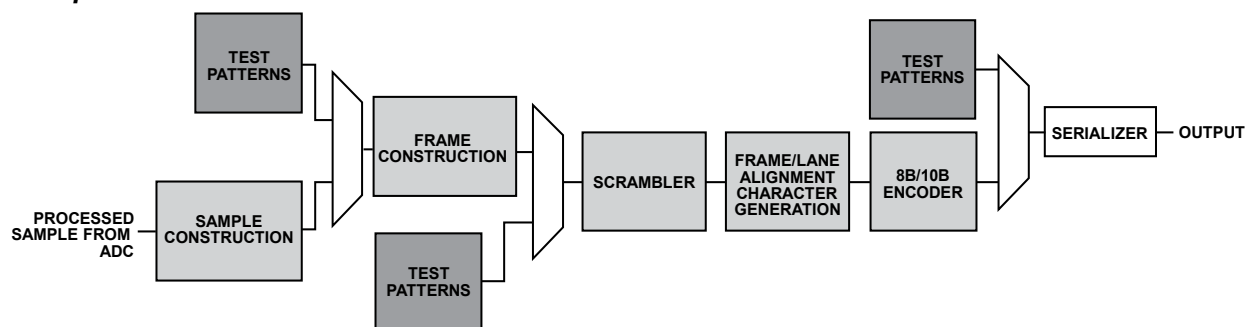 TEST
PATTERNS
TEST
PATTERNS
FRAME
CONSTRUCTION
SCRAMBLER
FRAME/LANE
ALIGNMENT
CHARACTER
GENERATION
8B/10B
ENCODER
SERIALIZER
OUTPUT
PROCESSED
SAMPLE FROM
ADC
SAMPLE
CONSTRUCTION
TEST
PATTERNS